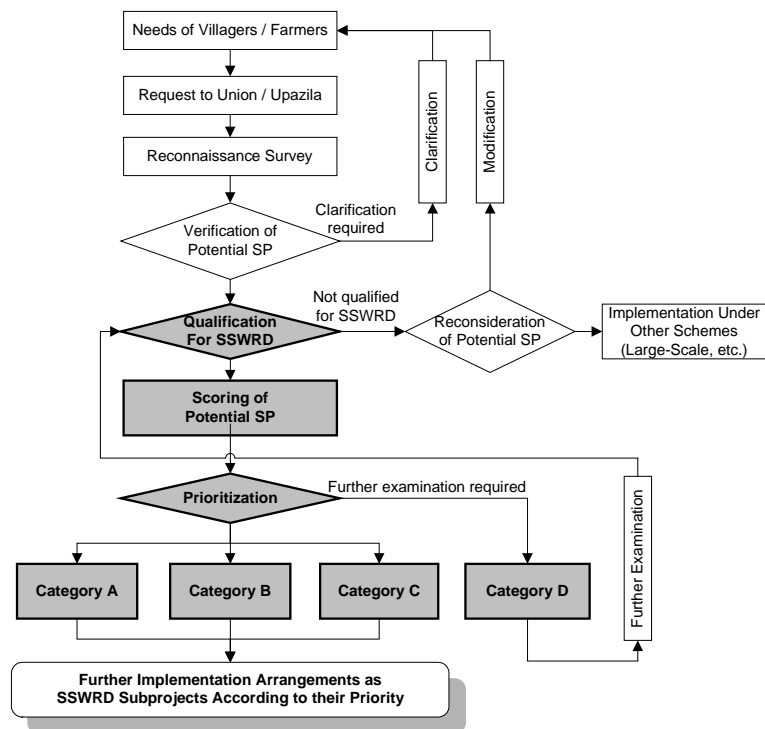 Needs of Villagers / Farmers
Request to Union / Upazila
Reconnaissance Survey
Clarification
Modification
Verification of
Potential SP
Clarification
required
Qualification
For SSWRD
Not qualified
for SSWRD
Reconsideration
of Potential SP
Implementation Under
Other Schemes
(Large-Scale, etc.)
Scoring of
Potential SP
Prioritization
Further examination required
Further Examination
Category A
Category B
Category C
Category D
Further Implementation Arrangements as
SSWRD Subprojects According to their Priority